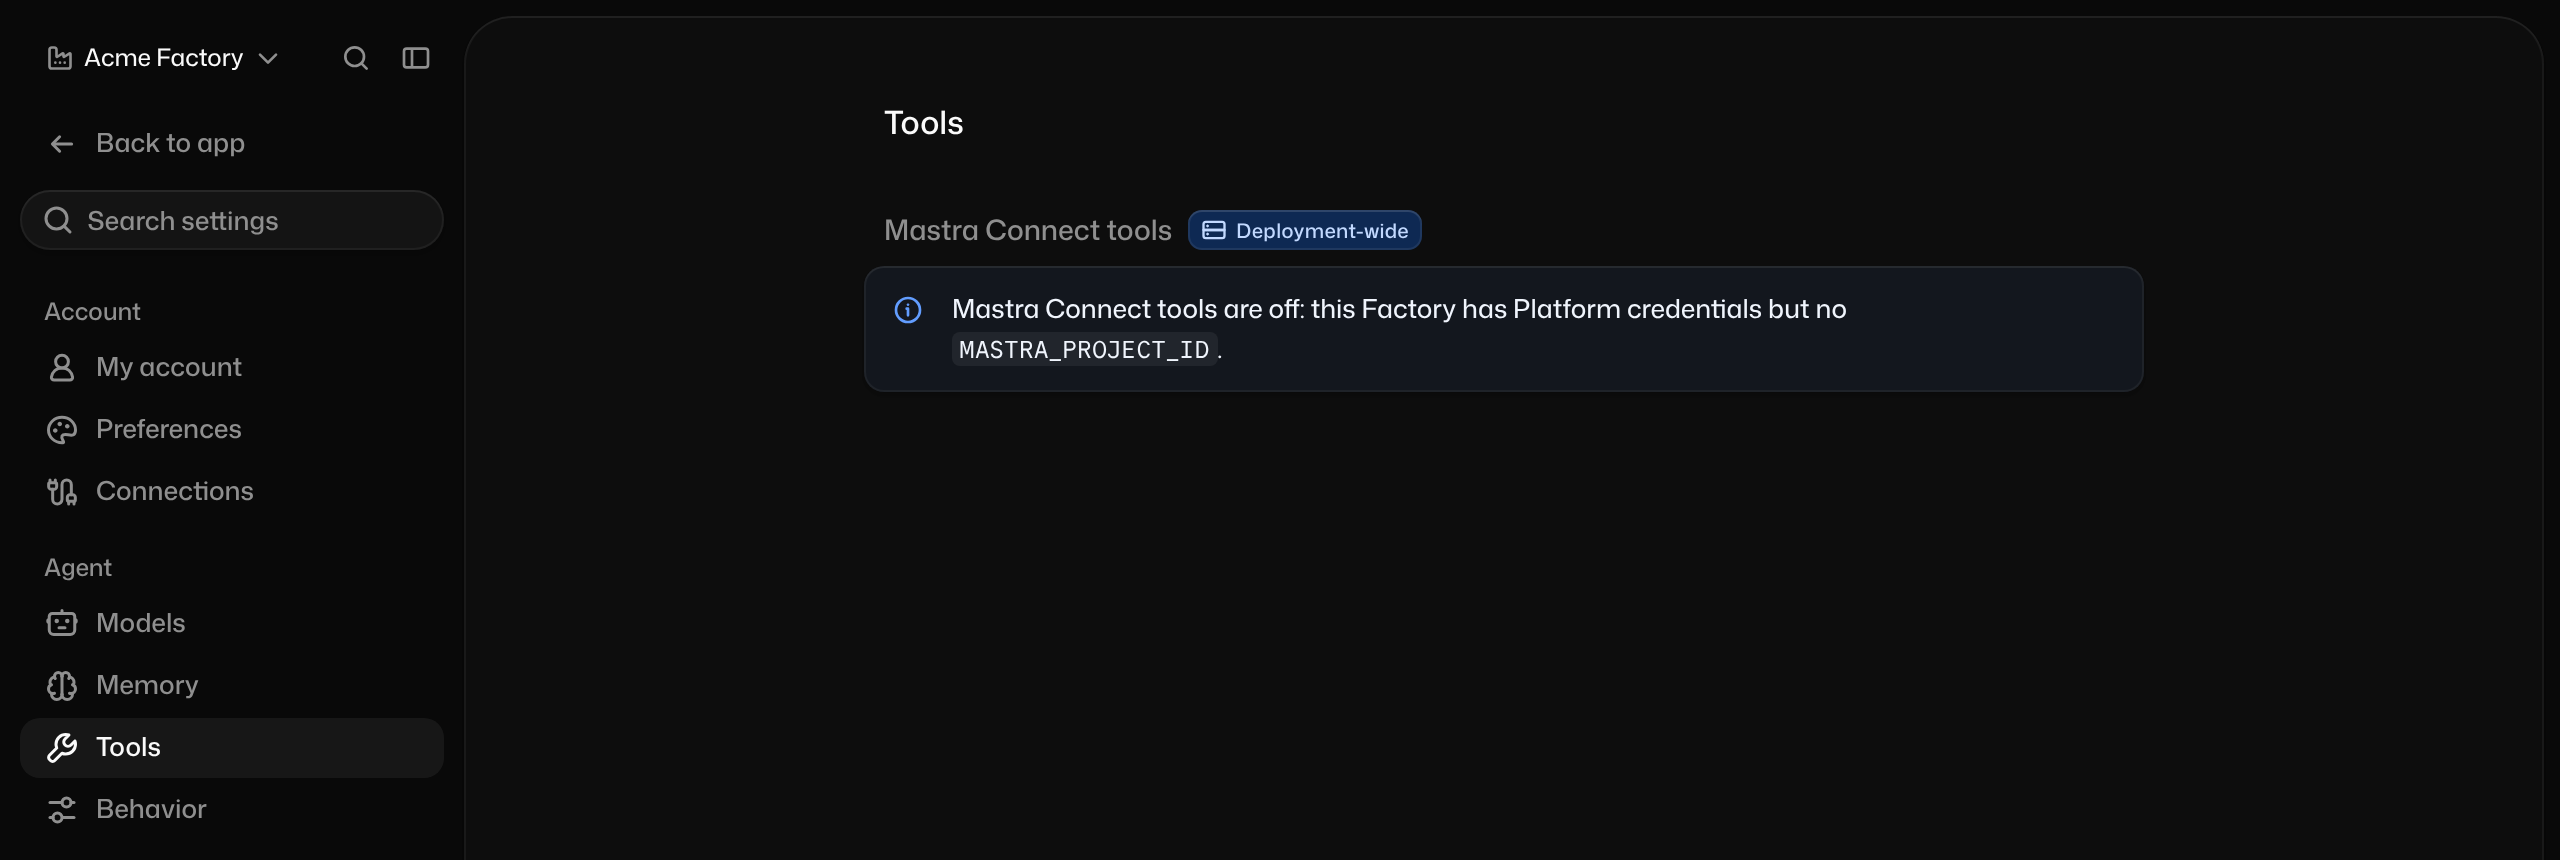 Acme Factory
Back to app
Search settings
Account
My account
Preferences
Connections
Agent
Models
Memory
Tools
Behavior
Tools
Mastra Connect tools
Deployment-wide
Mastra Connect tools are off: this Factory has Platform credentials but no
MASTRA_PROJECT_ID.